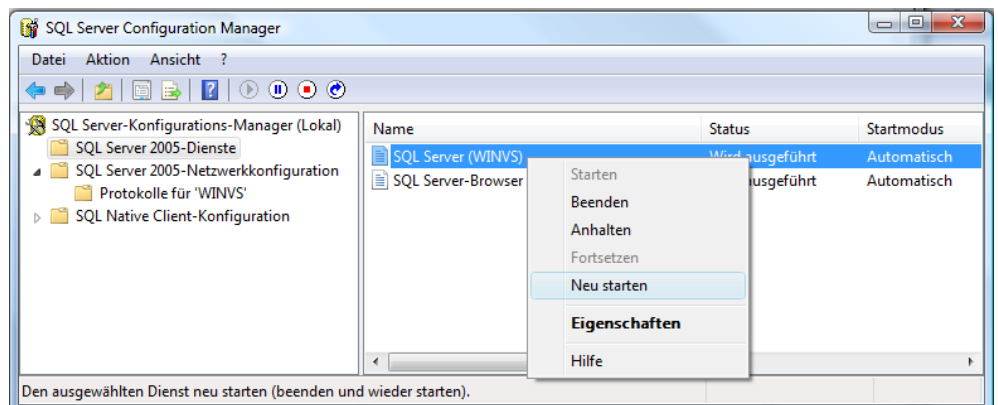 SQL Server Configuration Manager
Datei Aktion Ansicht ?
SQL Server-Konfigurations-Manager (Lokal)
SQL Server 2005-Dienste
SQL Server 2005-Netzwerkkonfiguration
Protokolle für 'WINVS'
SQL Native Client-Konfiguration
Name Status Startmodus
SQL Server (WINVS) Wird ausgeführt Automatisch
SQL Server-Browser ausgeführt Automatisch
Starten
Beenden
Anhalten
Fortsetzen
Neu starten
Eigenschaften
Hilfe
Den ausgewählten Dienst neu starten (beenden und wieder starten).